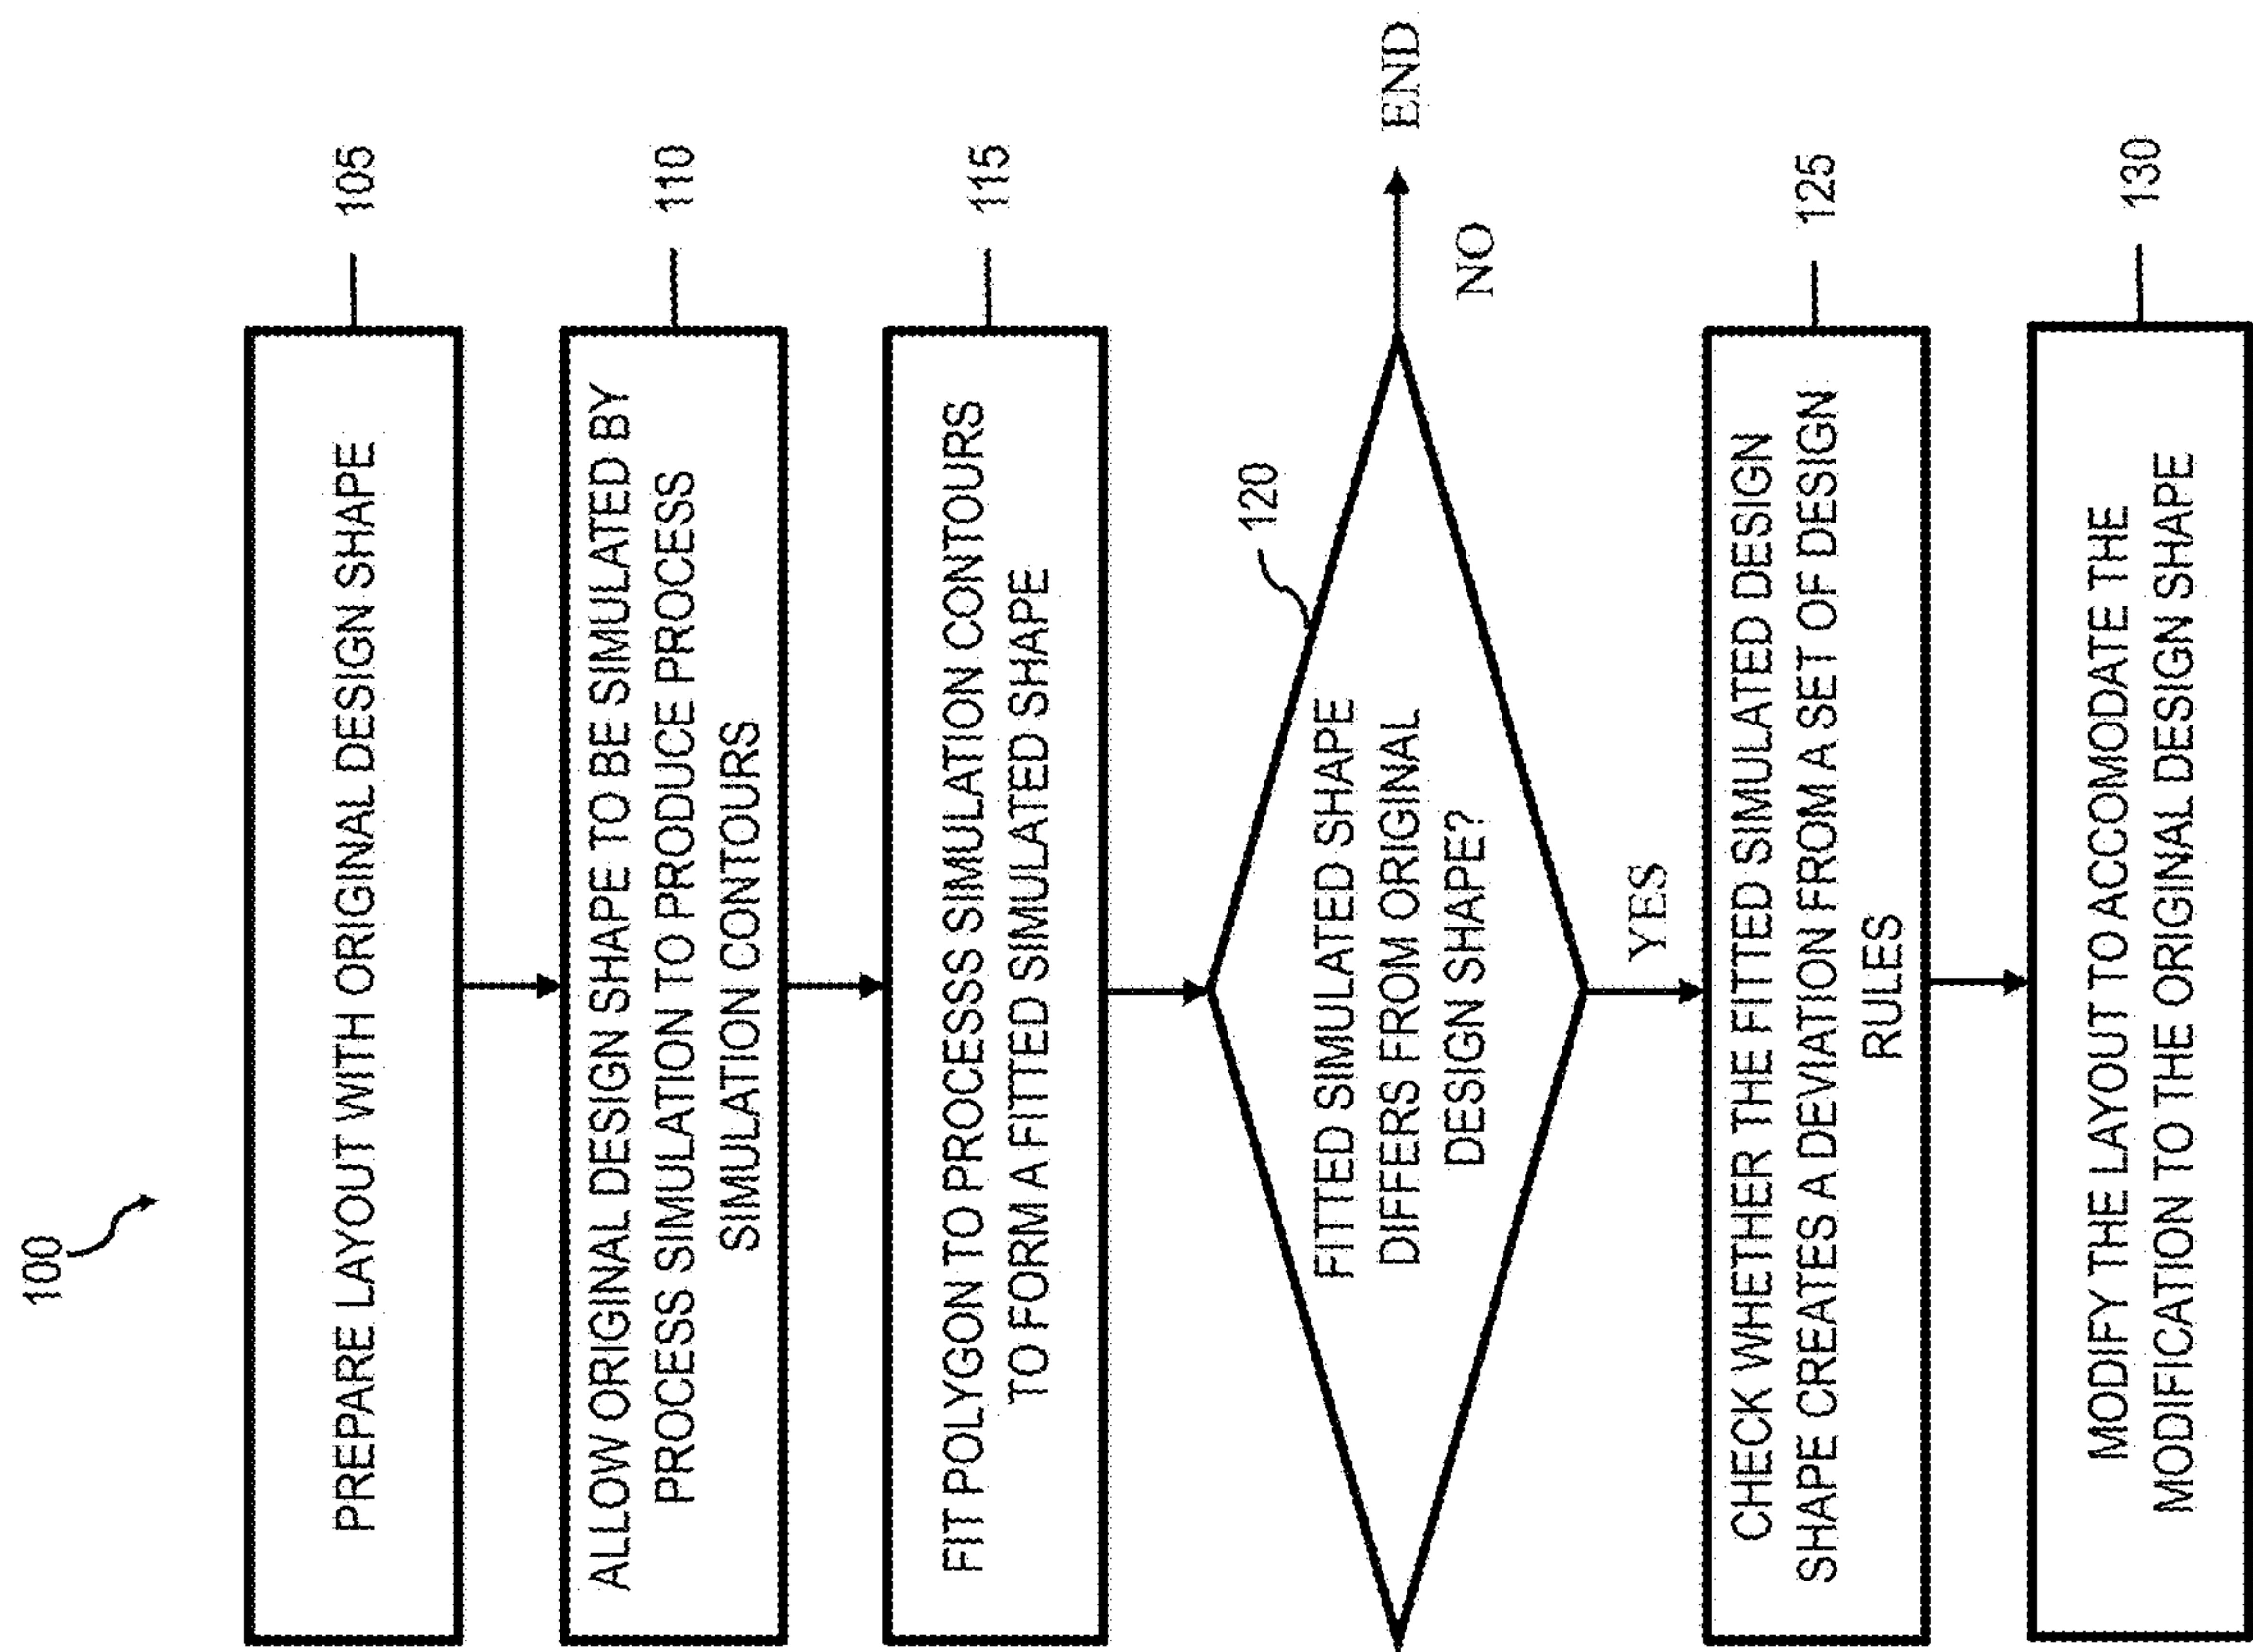 100
PREPARE LAYOUT WITH ORIGINAL DESIGN SHAPE
105
ALLOW ORIGINAL DESIGN SHAPE TO BE SIMULATED BY
PROCESS SIMULATION TO PRODUCE PROCESS
SIMULATION CONTOURS
110
FIT POLYGON TO PROCESSS SIMULATION CONTOURS
TO FORM A FITTED SIMULATED SHAPE
115
120
FITTED SIMULATED SHAPE
DIFFERS FROM ORIGINAL
DESIGN SHAPE?
NO
END
YES
CHECK WHETHER THE FITTED SIMULATED DESIGN
SHAPE CREATES A DEVIATION FROM A SET OF DESIGN
RULES
125
MODIFY THE LAYOUT TO ACCOMODATE THE
MODIFICATION TO THE ORIGINAL DESIGN SHAPE
130